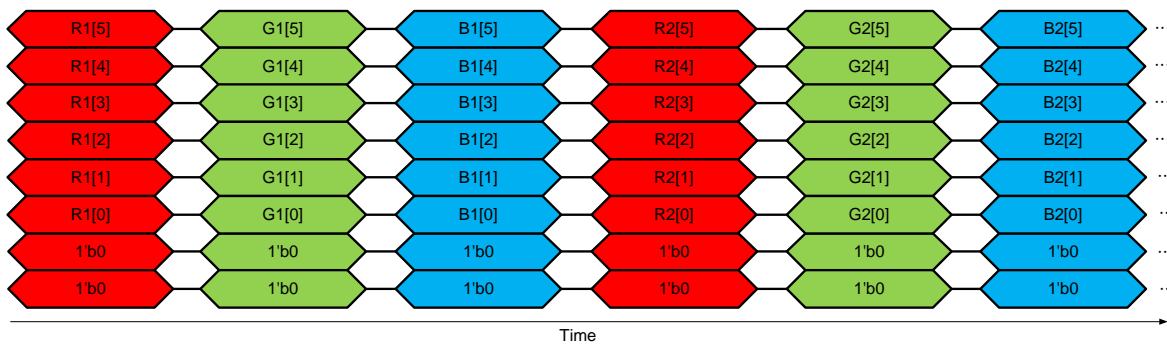 R1[5] G1[5] B1[5] R2[5] G2[5] B2[5] ...
R1[4] G1[4] B1[4] R2[4] G2[4] B2[4] ...
R1[3] G1[3] B1[3] R2[3] G2[3] B2[3] ...
R1[2] G1[2] B1[2] R2[2] G2[2] B2[2] ...
R1[1] G1[1] B1[1] R2[1] G2[1] B2[1] ...
R1[0] G1[0] B1[0] R2[0] G2[0] B2[0] ...
1'b0 1'b0 1'b0 1'b0 1'b0 1'b0 ...
1'b0 1'b0 1'b0 1'b0 1'b0 1'b0 ...
Time